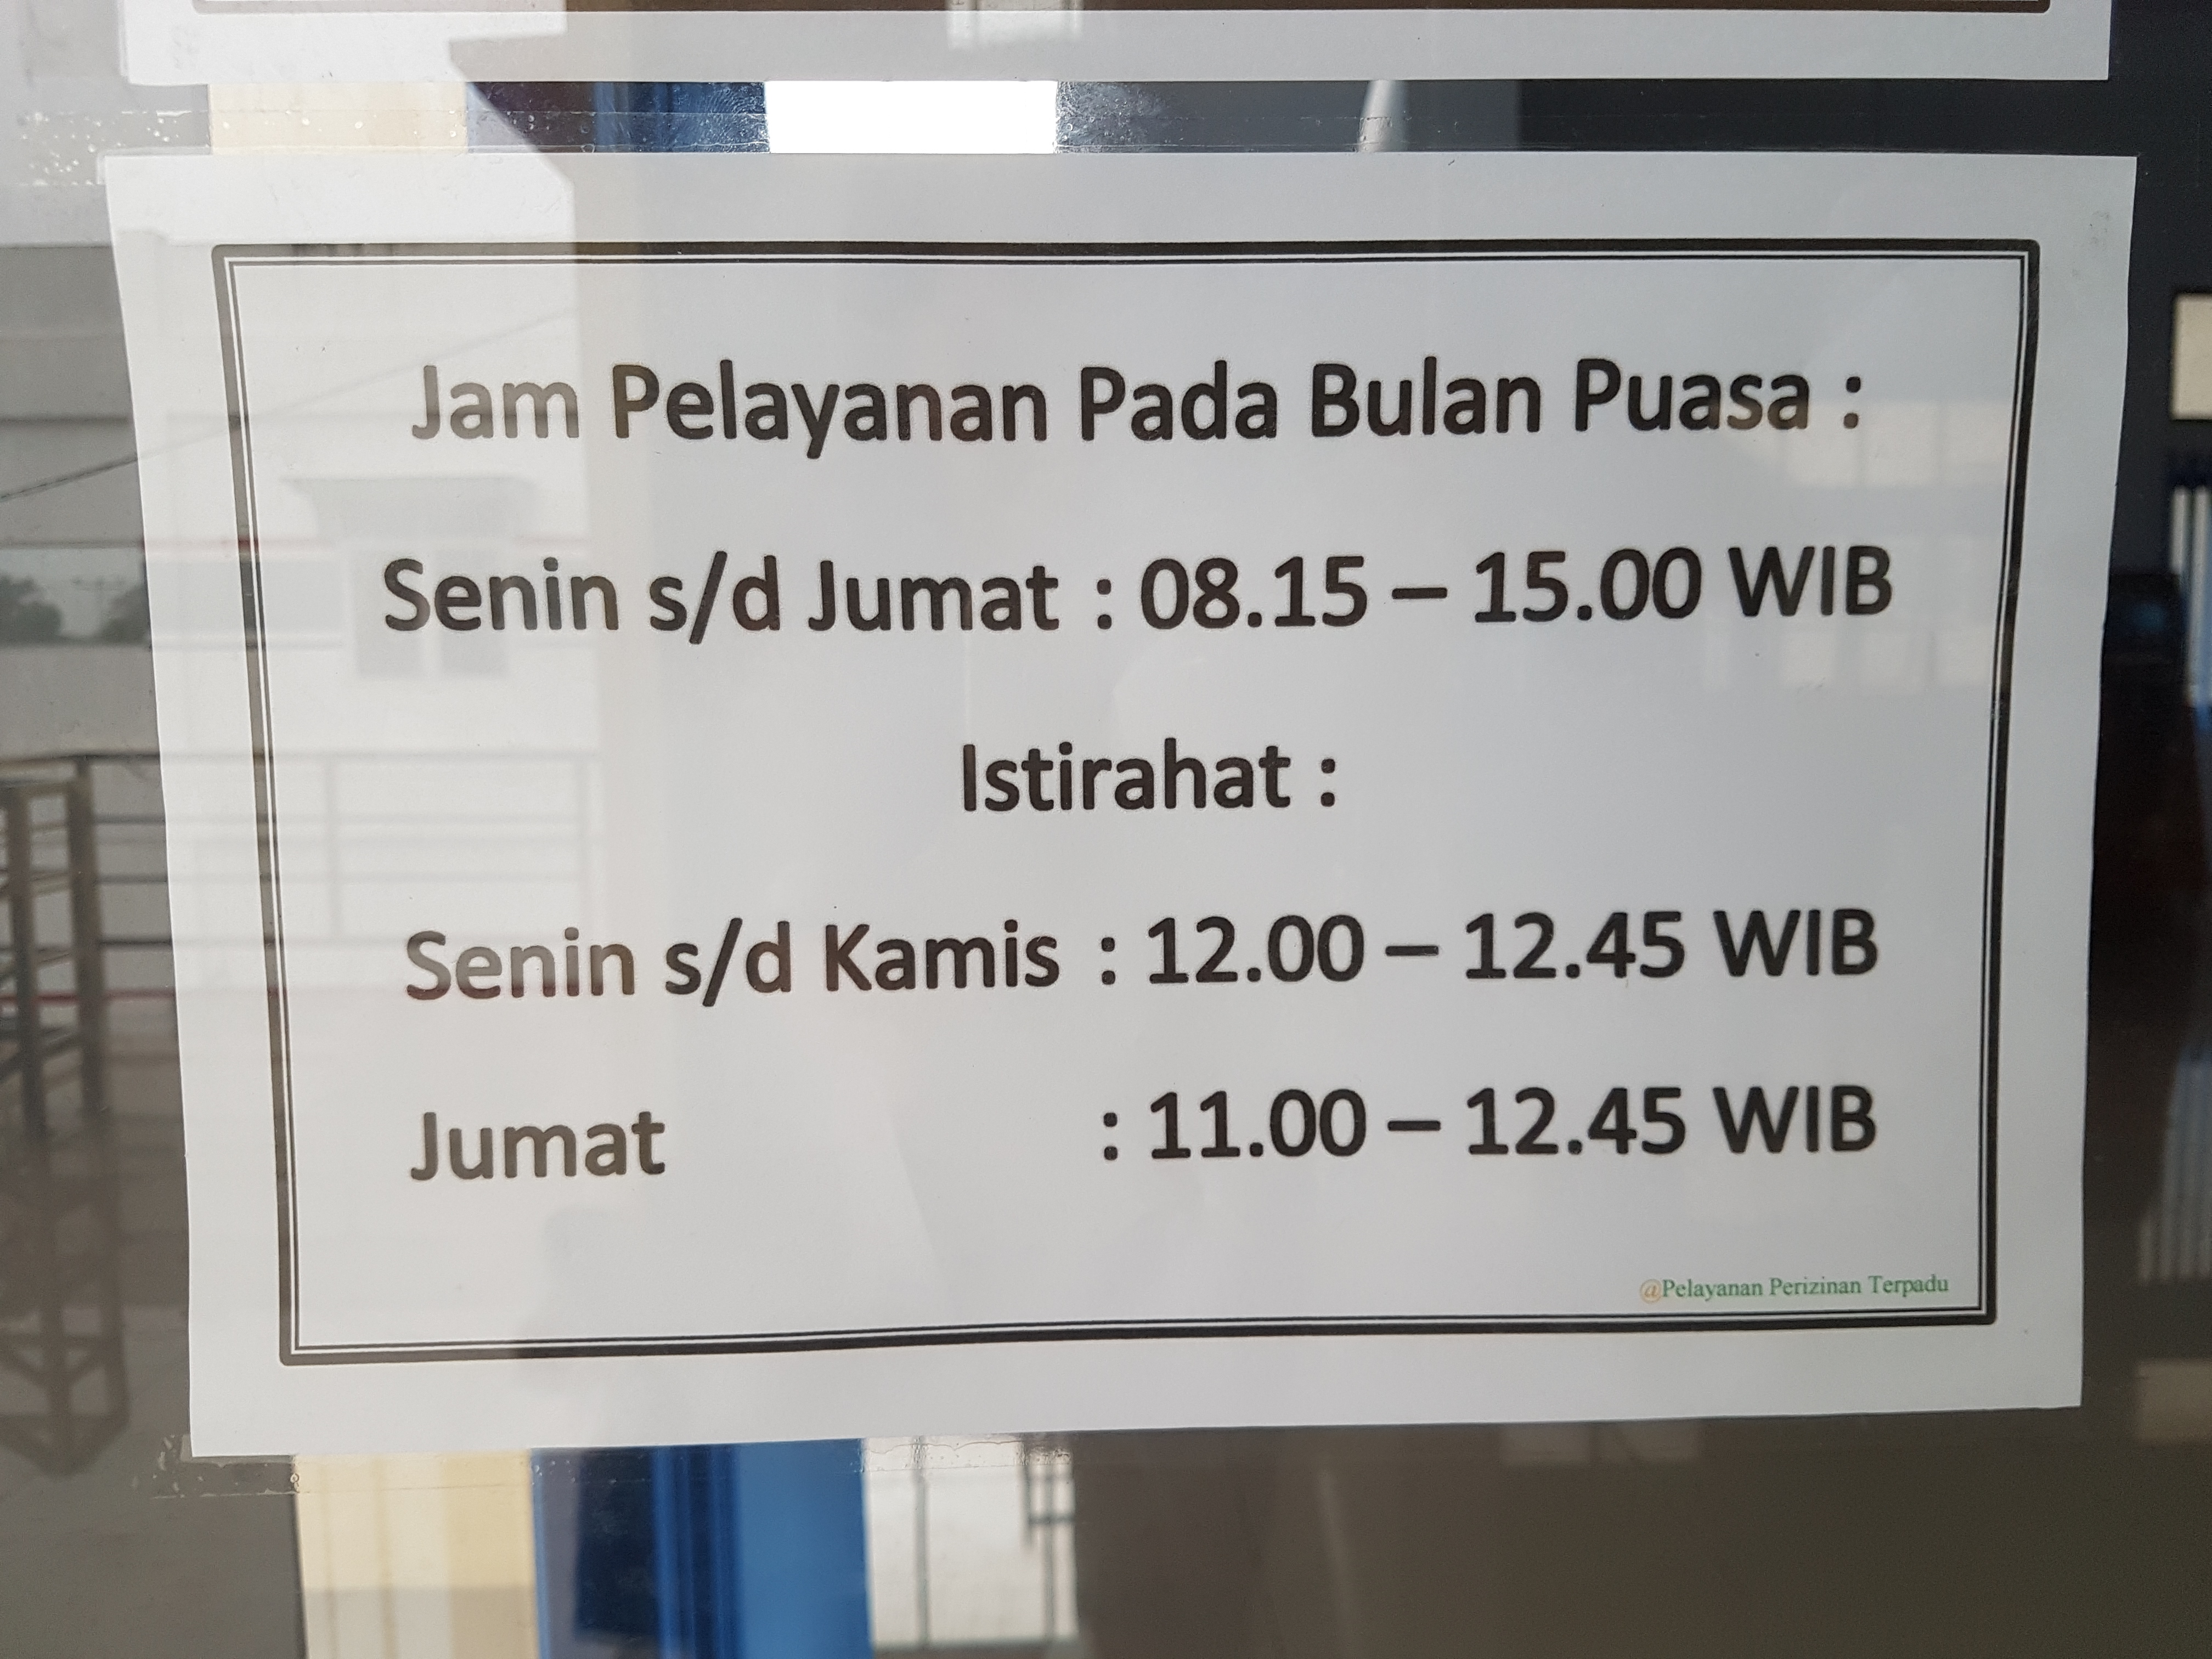 Jam Pelayanan Pada Bulan Puasa :
Senin s/d Jumat : 08.15 – 15.00 WIB
Istirahat :
Senin s/d Kamis : 12.00 – 12.45 WIB
Jumat : 11.00 – 12.45 WIB
@Pelayanan Perizinan Terpadu